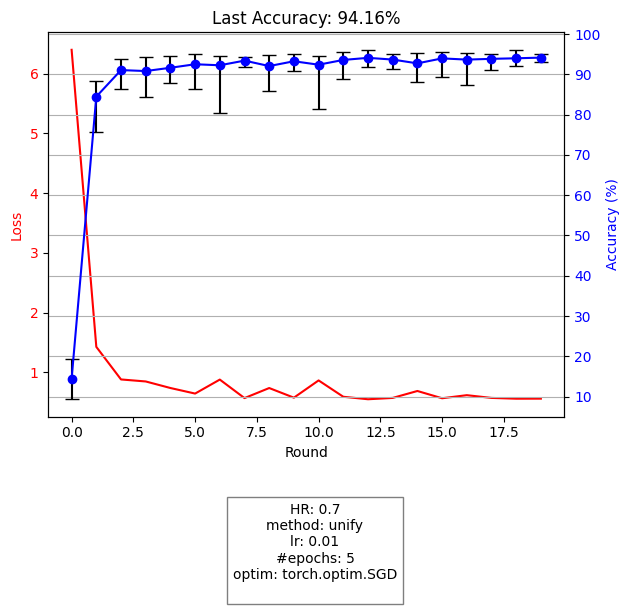 Last Accuracy: 94.16%
Loss
6
5
4
3
2
1
100
90
80
70
60
50
40
30
20
10
Accuracy (%)
0.0 2.5 5.0 7.5 10.0 12.5 15.0 17.5
Round
HR: 0.7
method: unify
lr: 0.01
#epochs: 5
optim: torch.optim.SGD